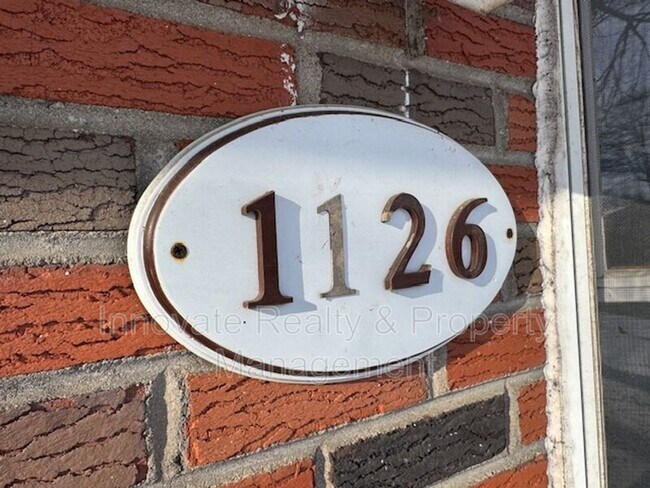 1126
Innovate Realty & Property
Management